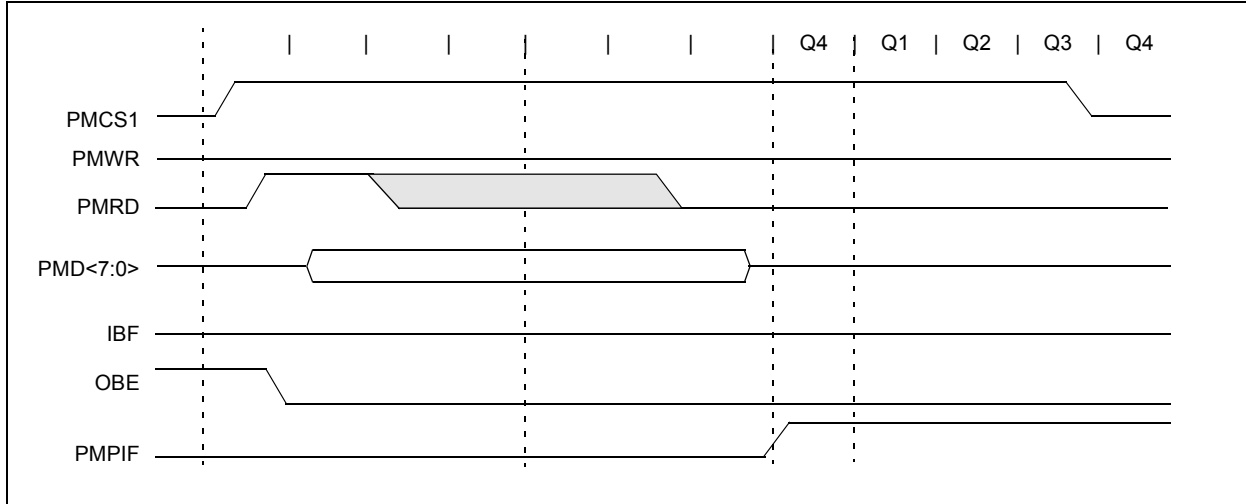 | | | | | | | Q4 | Q1 | Q2 | Q3 | Q4
PMCS1
PMWR
PMRD
PMD<7:0>
IBF
OBE
PMPIF